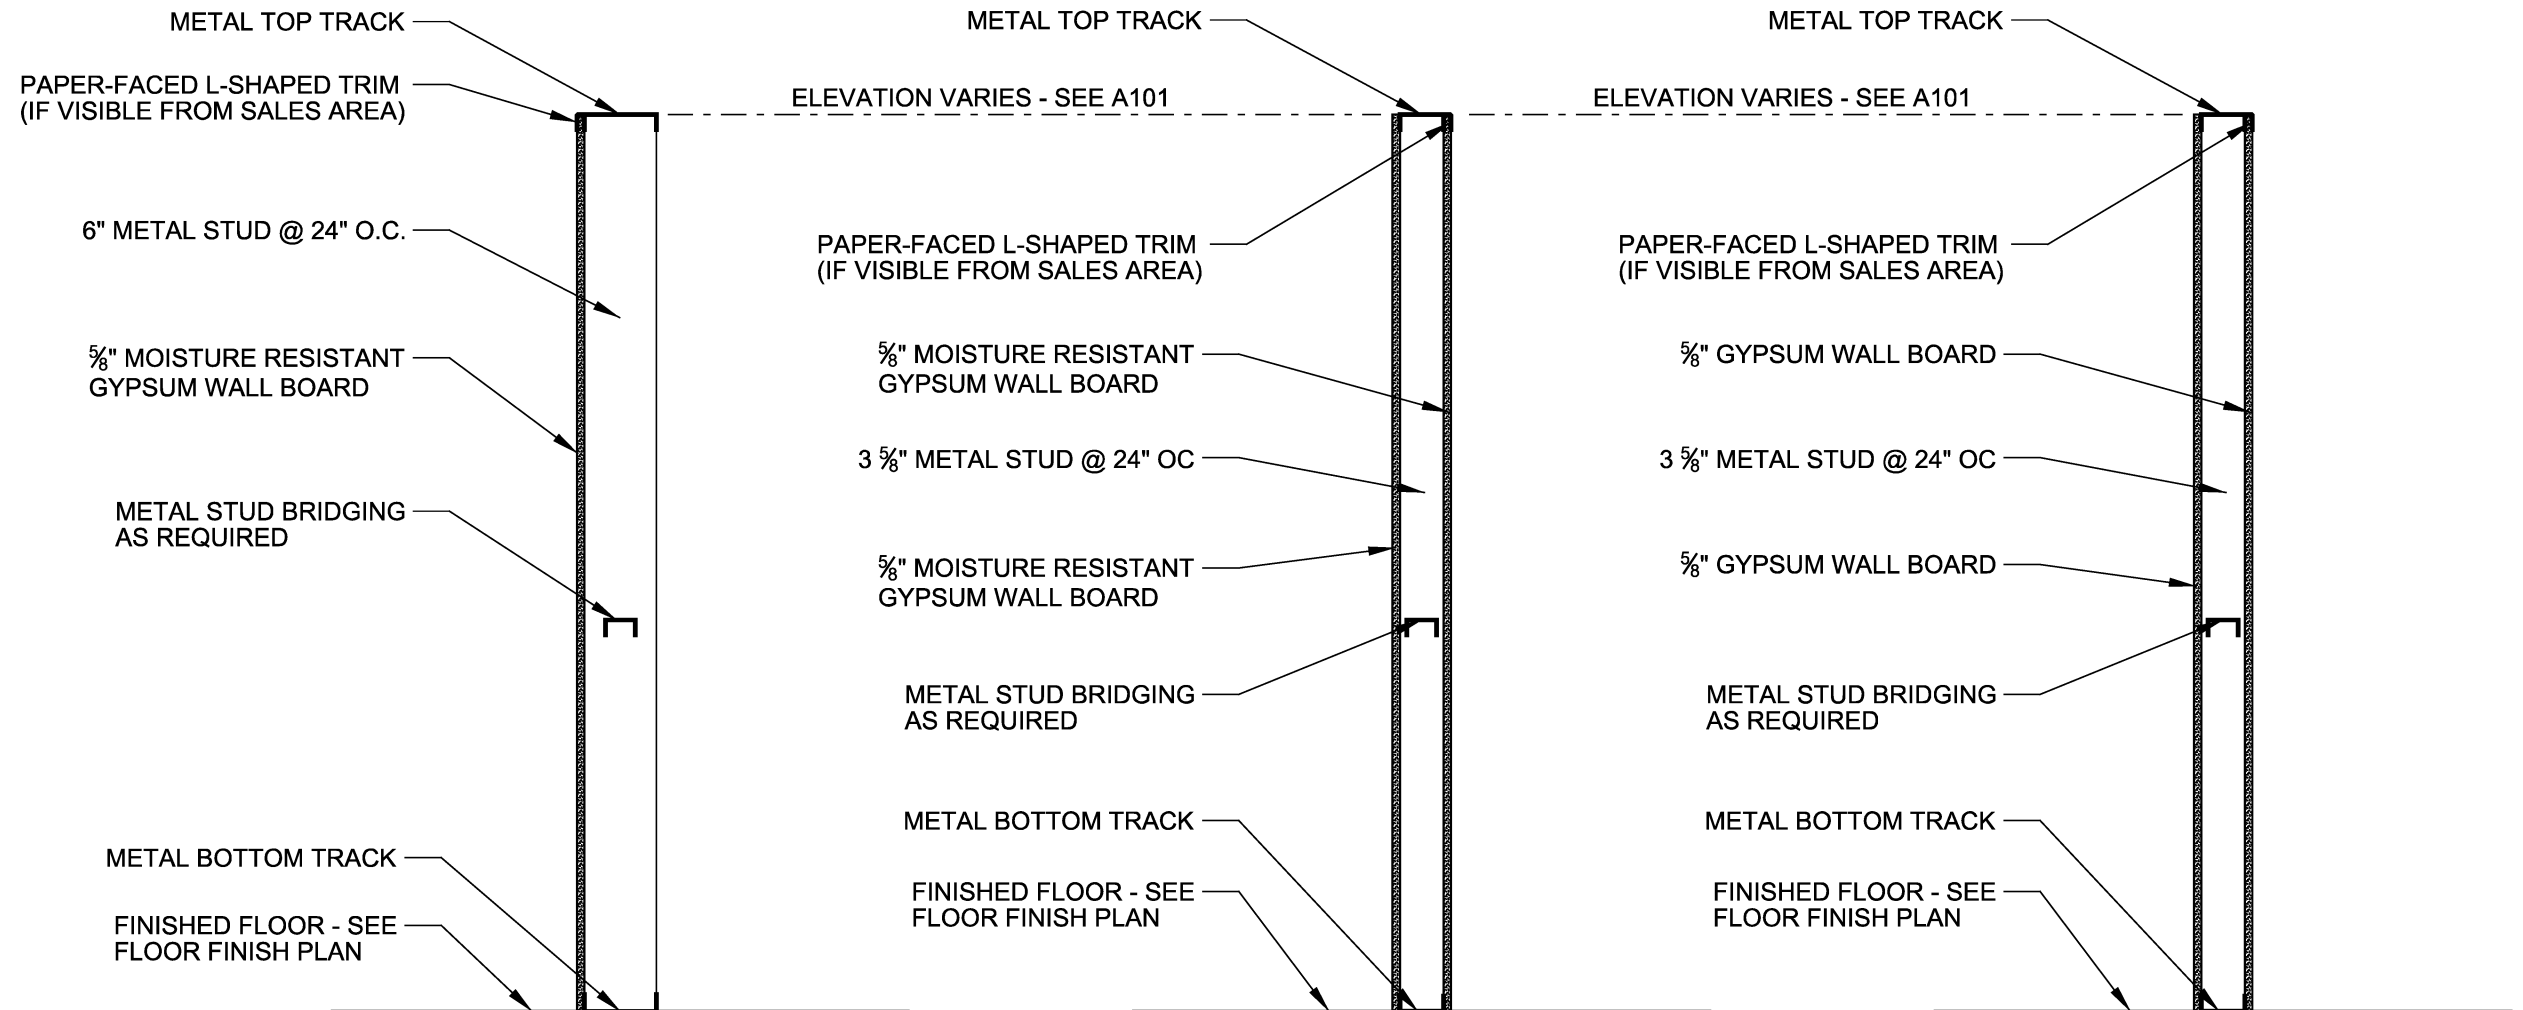 METAL TOP TRACK
PAPER-FACED L-SHAPED TRIM
(IF VISIBLE FROM SALES AREA)
6" METAL STUD @ 24" O.C.
⅝" MOISTURE RESISTANT
GYPSUM WALL BOARD
METAL STUD BRIDGING
AS REQUIRED
METAL BOTTOM TRACK
FINISHED FLOOR - SEE
FLOOR FINISH PLAN
METAL TOP TRACK
ELEVATION VARIES - SEE A101
PAPER-FACED L-SHAPED TRIM
(IF VISIBLE FROM SALES AREA)
⅝" MOISTURE RESISTANT
GYPSUM WALL BOARD
3 ⅝" METAL STUD @ 24" OC
⅝" MOISTURE RESISTANT
GYPSUM WALL BOARD
METAL STUD BRIDGING
AS REQUIRED
METAL BOTTOM TRACK
FINISHED FLOOR - SEE
FLOOR FINISH PLAN
METAL TOP TRACK
ELEVATION VARIES - SEE A101
PAPER-FACED L-SHAPED TRIM
(IF VISIBLE FROM SALES AREA)
⅝" GYPSUM WALL BOARD
3 ⅝" METAL STUD @ 24" OC
⅝" GYPSUM WALL BOARD
METAL STUD BRIDGING
AS REQUIRED
METAL BOTTOM TRACK
FINISHED FLOOR - SEE
FLOOR FINISH PLAN